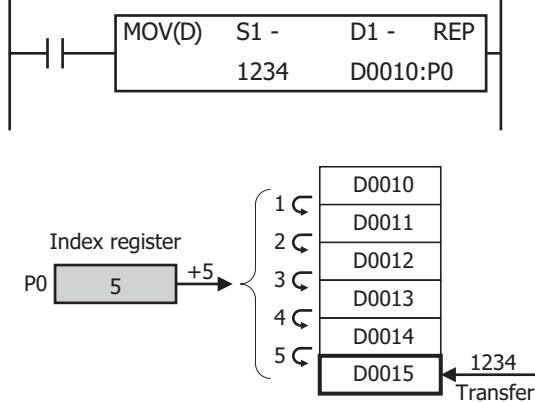 MOV(D) S1 - D1 - REP
1234 D0010:P0
D0010
1
D0011
2
D0012
Index register
P0 5 +5
3
D0013
4
D0014
5
D0015
1234
Transfer